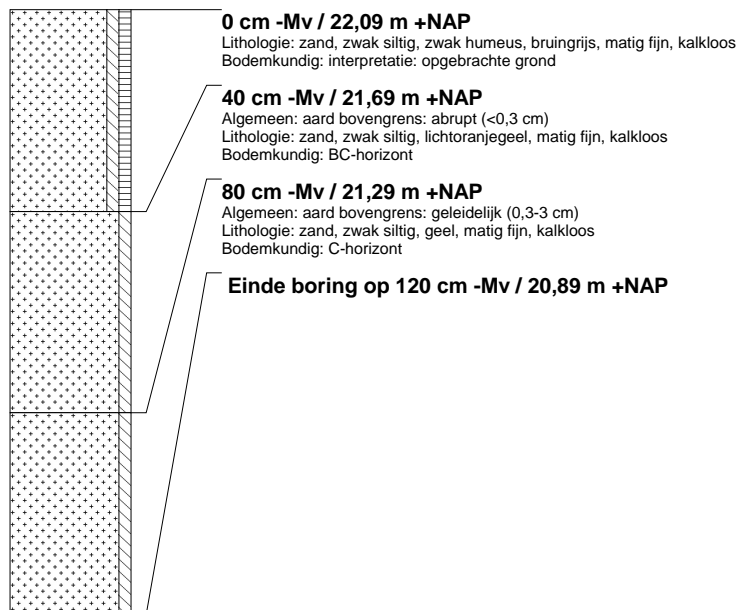 0 cm -Mv / 22,09 m +NAP
Lithologie: zand, zwak siltig, zwak humeus, bruingrijs, matig fijn, kalkloos
Bodemkundig: interpretatie: opgebrachte grond
40 cm -Mv / 21,69 m +NAP
Algemeen: aard bovengrens: abrupt (<0,3 cm)
Lithologie: zand, zwak siltig, lichtoranjegeel, matig fijn, kalkloos
Bodemkundig: BC-horizont
80 cm -Mv / 21,29 m +NAP
Algemeen: aard bovengrens: geleidelijk (0,3-3 cm)
Lithologie: zand, zwak siltig, geel, matig fijn, kalkloos
Bodemkundig: C-horizont
Einde boring op 120 cm -Mv / 20,89 m +NAP